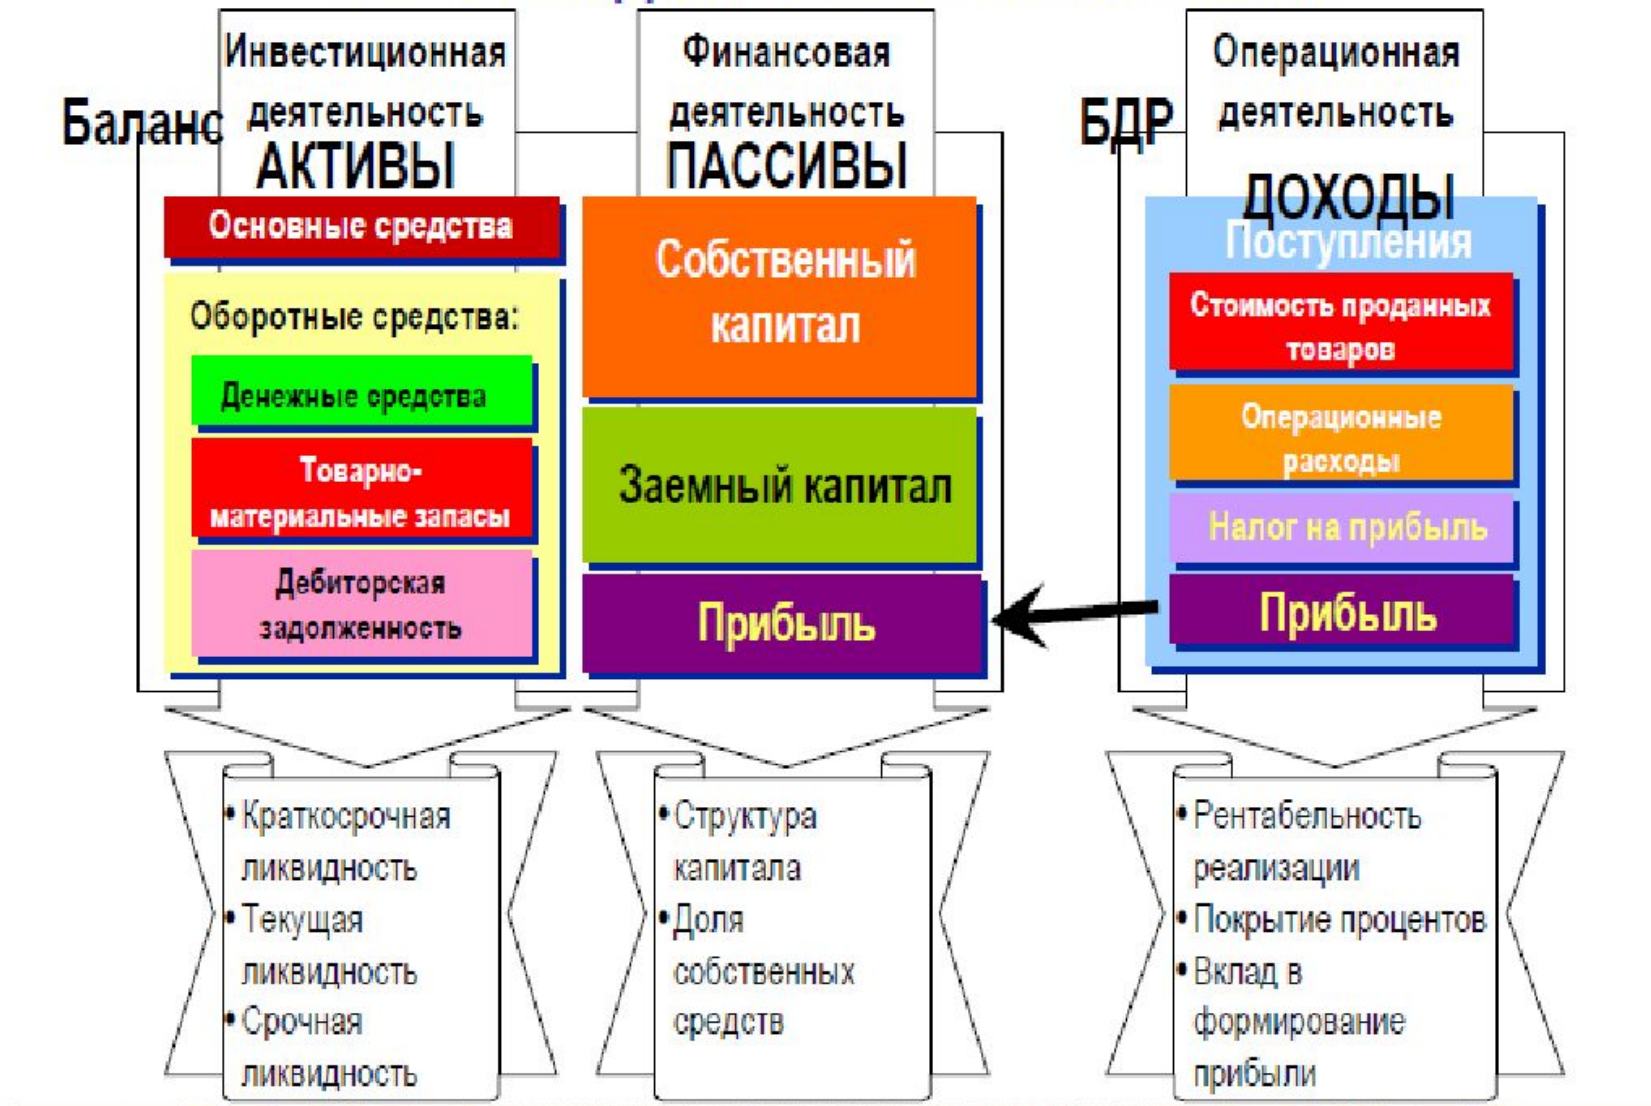 Баланс
Инвестиционная
деятельность
АКТИВЫ
Основные средства
Оборотные средства:
Денежные средства
Товарно-
материальные запасы
Дебиторская
задолженность
Финансовая
деятельность
ПАССИВЫ
Собственный
капитал
Заемный капитал
Прибыль
БДР
Операционная
деятельность
ДОХОДЫ
Поступления
Стоимость проданных
товаров
Операционные
расходы
Налог на прибыль
Прибыль
• Краткосрочная
ликвидность
• Текущая
ликвидность
• Срочная
ликвидность
• Структура
капитала
• Доля
собственных
средств
• Рентабельность
реализации
• Покрытие процентов
• Вклад в
формирование
прибыли